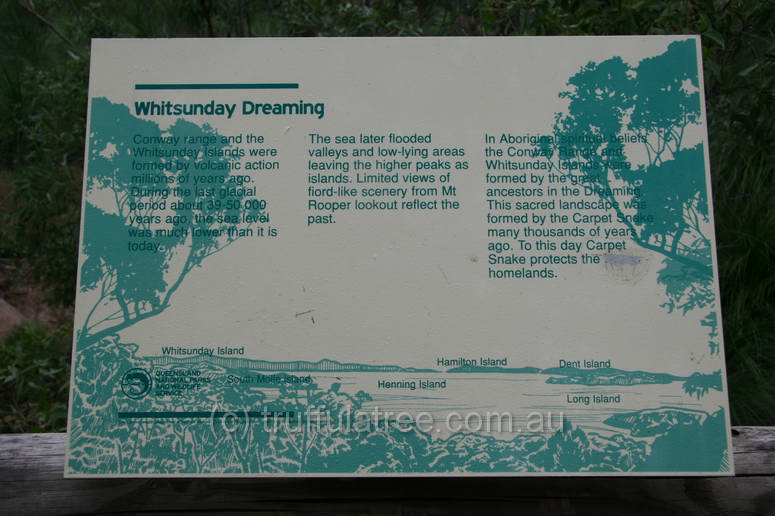 Whitsunday Dreaming
Conway range and the
Whitsunday Islands were
formed by volcanic action
millions of years ago.
During the last glacial
period about 39-50 000
years ago, the sea level
was much lower than it is
today.
The sea later flooded
valleys and low-lying areas
leaving the higher peaks as
islands. Limited views of
fiord-like scenery from Mt
Rooper lookout reflect the
past.
In Aboriginal spiritual beliefs
the Conway Range and
Whitsunday Islands were
formed by the great
ancestors in the Dreaming.
This sacred landscape was
formed by the Carpet Snake
many thousands of years
ago. To this day Carpet
Snake protects the
homelands.
Whitsunday Island
Hamilton Island
Dent Island
South Molle Island
Henning Island
Long Island
QUEENSLAND
NATIONAL PARKS
AND WILDLIFE
SERVICE
(c) truffulatree.com.au